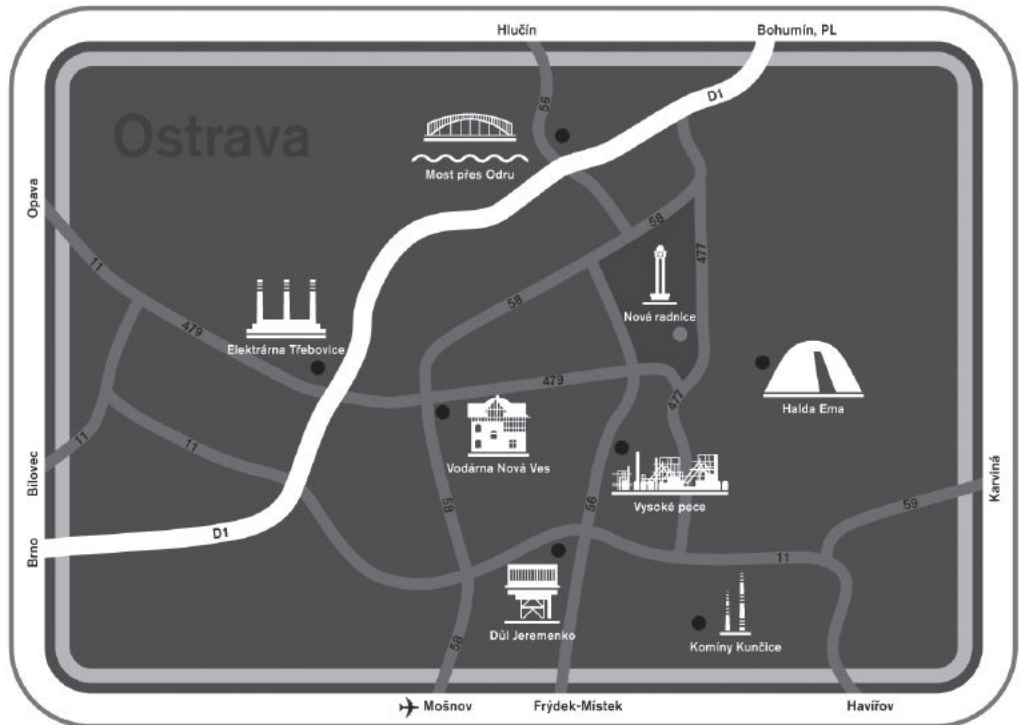 Hlučín
Bohumín, PL
D1
56
Ostrava
Most přes Odru
Opava
58
477
11
58
Nová radnice
479
Elektrárna Třebovice
479
477
Halda Ema
11
11
Vodárna Nová Ves
Vysoké pece
Bílovec
Karviná
58
56
59
D1
Brno
11
Důl Jeremenko
58
Komíny Kunčice
Mošnov
Frýdek-Místek
Havířov